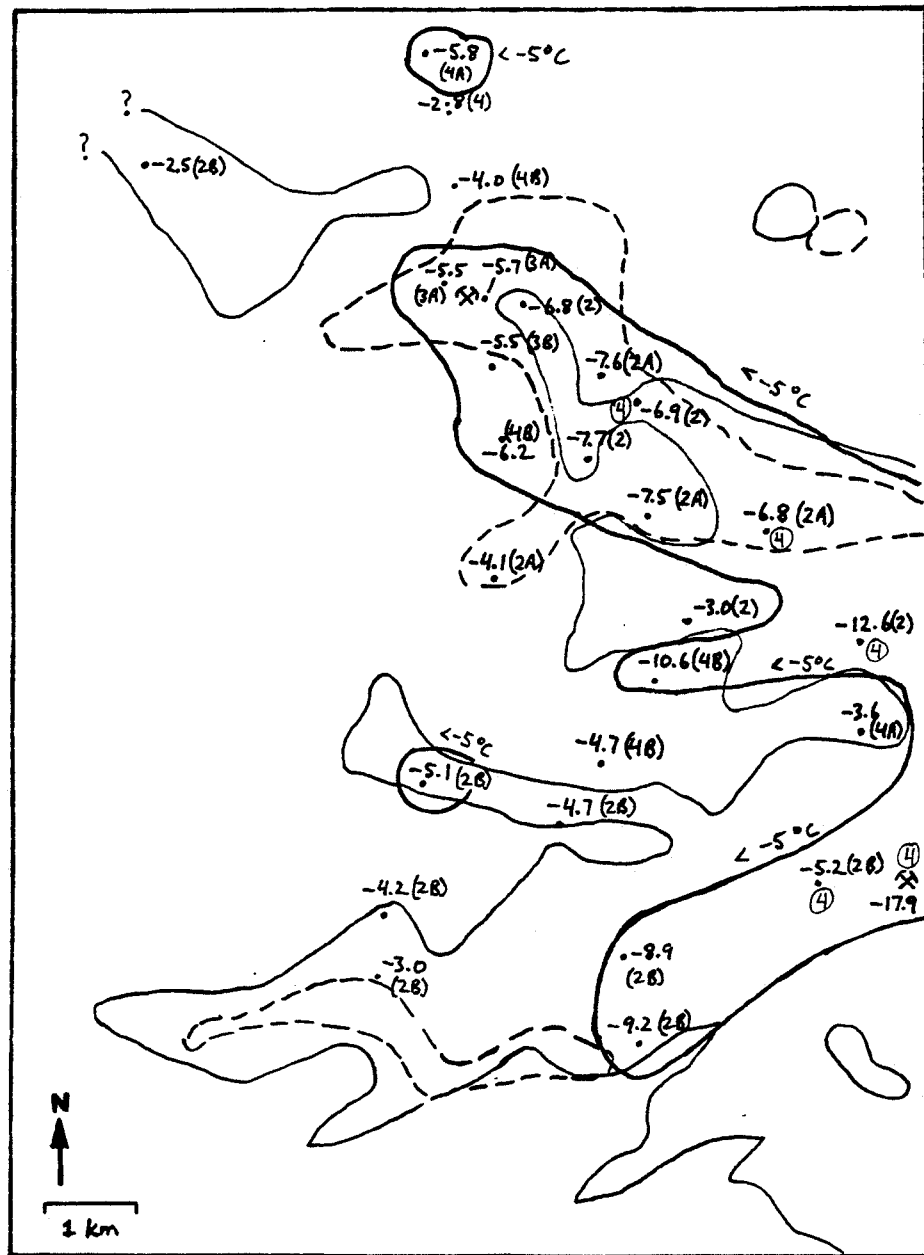 -5.8 < -5°C
(4A)
-2.8(4)
?
?
-2.5(2B)
-4.0(4B)
-5.5
-5.7(3A)
(3A)
-6.8(2)
-5.5(3B)
-7.6(2A)
< -5°C
4
-6.9(2)
(4B)
-6.2
-7.7(2)
-7.5(2A)
-6.8(2A)
4
-4.1(2A)
-3.0(2)
-12.6(2)
4
-10.6(4B)
< -5°C
-3.6
(4A)
<-5°C
-4.7(4B)
-5.1(2B)
-4.7(2B)
< -5°C
4
-5.2(2B)
4
-17.9
-4.2(2B)
-3.0
(2B)
-8.9
(2B)
-9.2(2B)
N
1 km